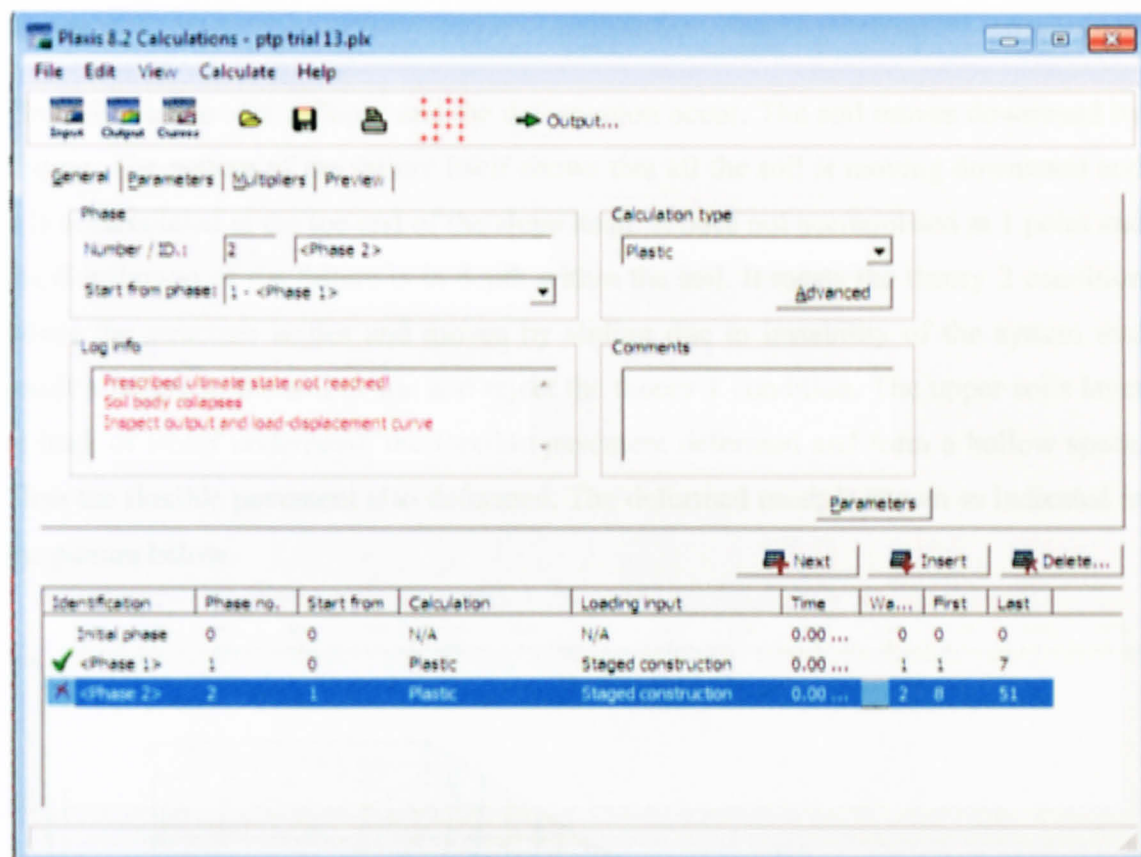 Plaxis 8.2 Calculations - ptp trial 13.plx
File Edit View Calculate Help
Input Output Curves Output...
General Parameters Multipliers Preview
Phase
Number / ID.: 2 <Phase 2>
Start from phase: 1 - <Phase 1>
Calculation type
Plastic
Advanced
Log info
Prescribed ultimate state not reached!
Soil body collapses
Inspect output and load-displacement curve
Comments
Parameters
Next Insert Delete...
Identification Phase no. Start from Calculation Loading input Time Wa... First Last
Initial phase 0 0 N/A N/A 0.00 ... 0 0 0
<Phase 1> 1 0 Plastic Staged construction 0.00 ... 1 1 7
<Phase 2> 2 1 Plastic Staged construction 0.00 ... 2 8 51